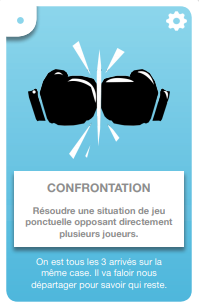 CONFRONTATION
Résoudre une situation de jeu
ponctuelle opposant directement
plusieurs joueurs.
On est tous les 3 arrivés sur la
même case. Il va faloir nous
départager pour savoir qui reste.